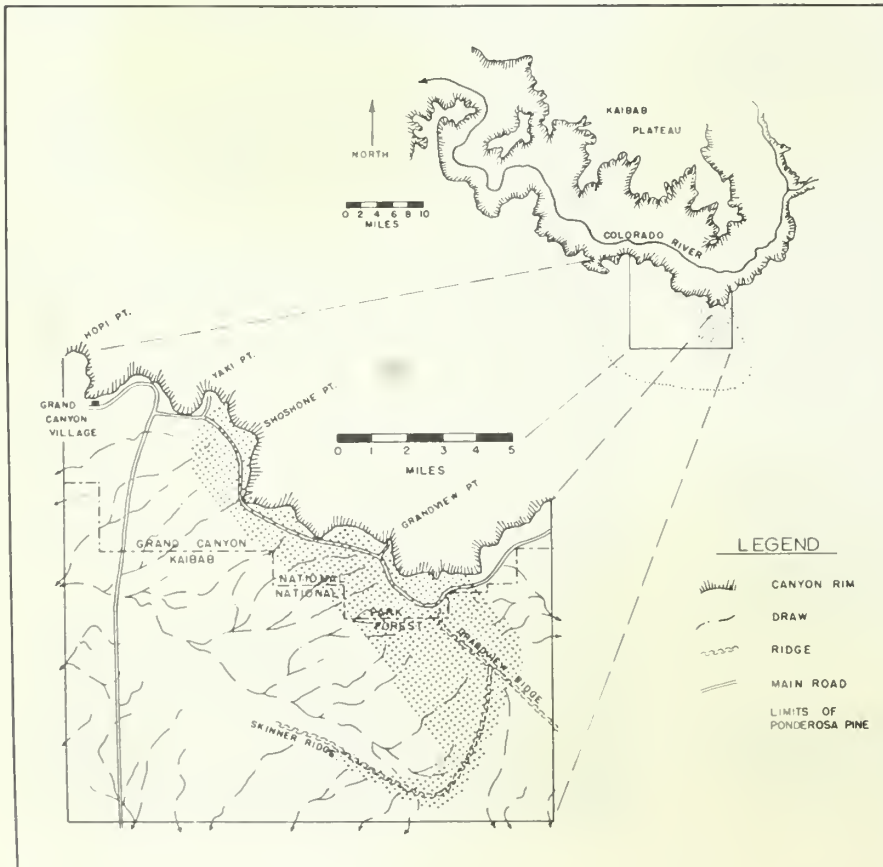 KAIBAB
PLATEAU
NORTH
0 2 4 6 8 10
MILES
COLORADO RIVER
HOPI PT.
YAKI PT.
SHOSHONE PT.
GRAND
CANYON
VILLAGE
0 1 2 3 4 5
MILES
GRANDVIEW PT.
GRAND CANYON
KAIBAB
NATIONAL
NATIONAL
PARK
FOREST
GRANDVIEW RIDGE
SKINNER RIDGE
LEGEND
CANYON RIM
DRAW
RIDGE
MAIN ROAD
LIMITS OF
PONDEROSA PINE